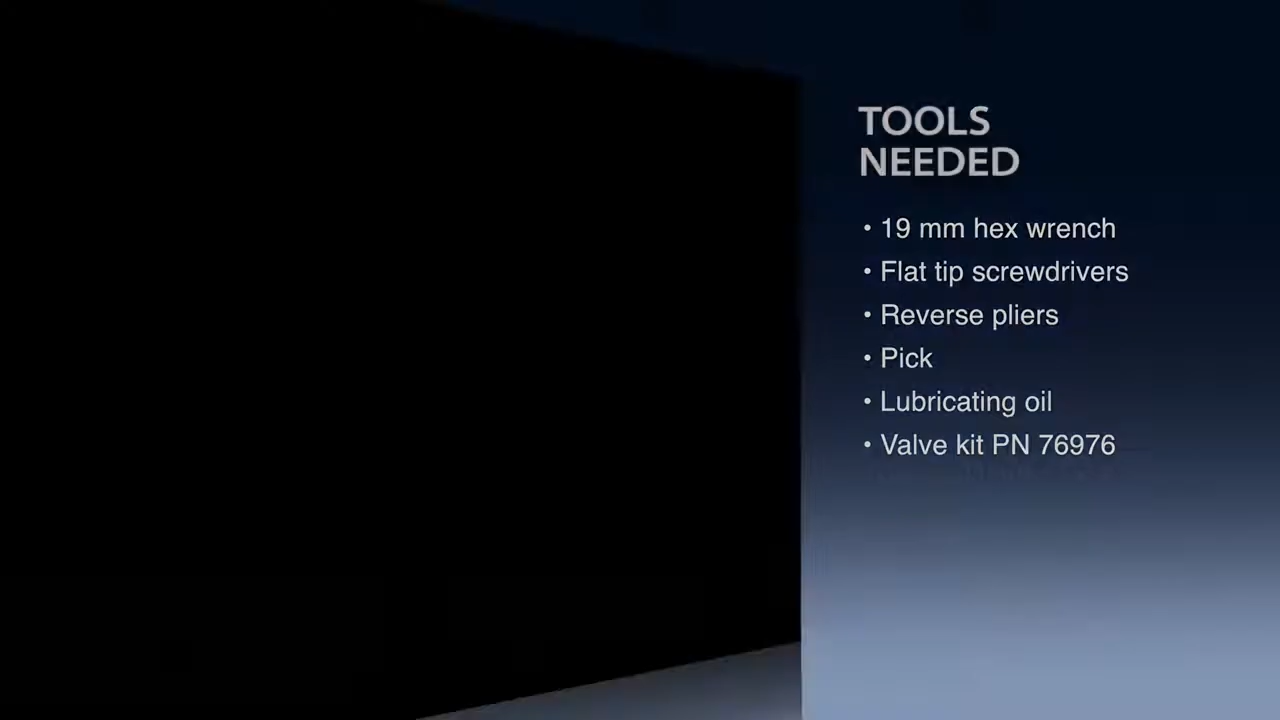 TOOLS
NEEDED
• 19 mm hex wrench
• Flat tip screwdrivers
• Reverse pliers
• Pick
• Lubricating oil
• Valve kit PN 76976